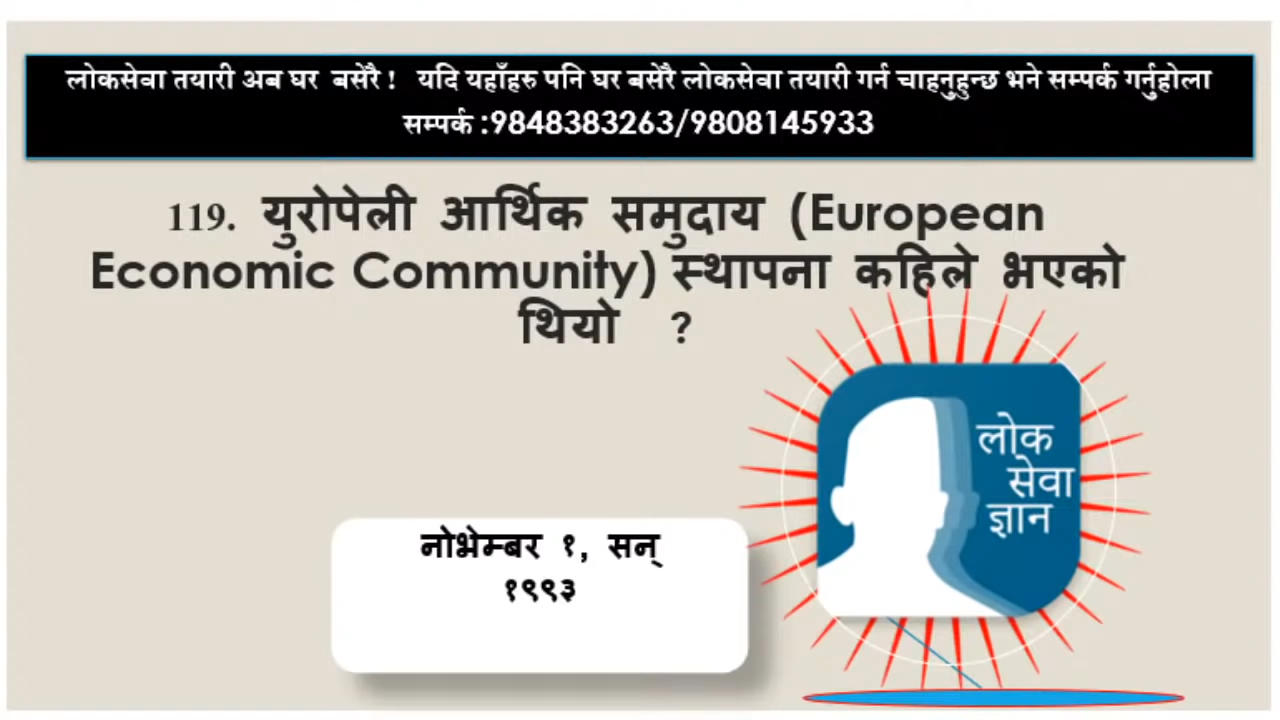 लोकसेवा तयारी अब घर बसेरै ! यदि यहाँहरु पनि घर बसेरै लोकसेवा तयारी गर्न चाहनुहुन्छ भने सम्पर्क गर्नुहोला
सम्पर्क :9848383263/9808145933
119. युरोपेली आर्थिक समुदाय (European
Economic Community) स्थापना कहिले भएको
थियो ?
लोक
सेवा
ज्ञान
नोभेम्बर १, सन्
१९९३